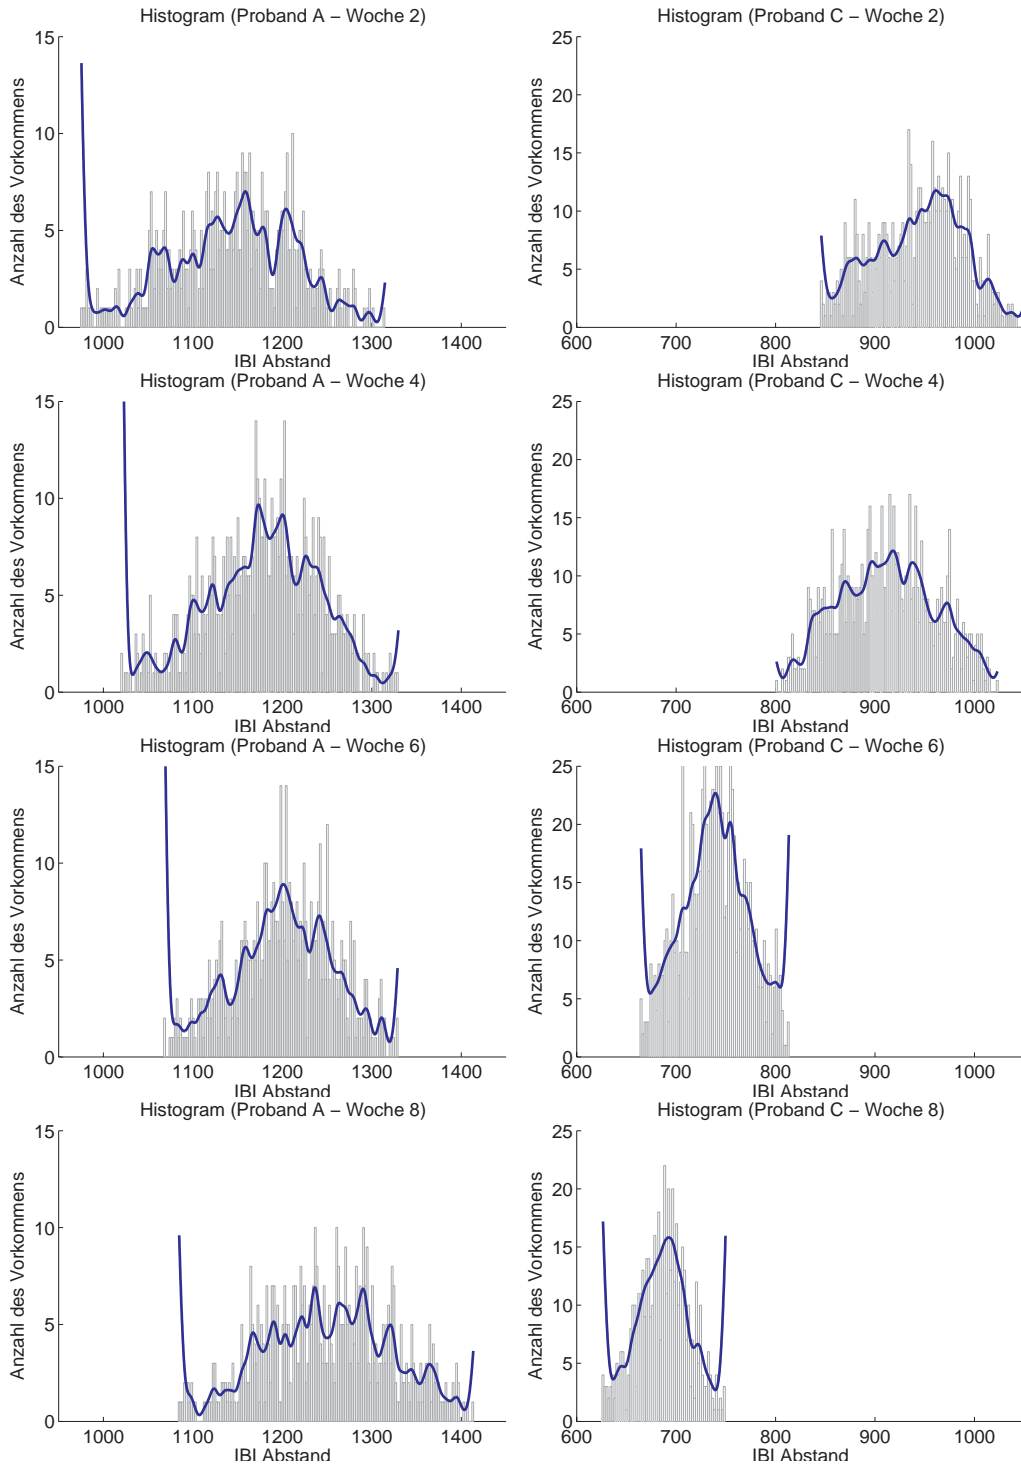 Histogram (Proband A – Woche 2)
Anzahl des Vorkommens
15
10
5
0
1000 1100 1200 1300 1400
IBI Abstand
Histogram (Proband C – Woche 2)
Anzahl des Vorkommens
25
20
15
10
5
0
600 700 800 900 1000
IBI Abstand
Histogram (Proband A – Woche 4)
Anzahl des Vorkommens
15
10
5
0
1000 1100 1200 1300 1400
IBI Abstand
Histogram (Proband C – Woche 4)
Anzahl des Vorkommens
25
20
15
10
5
0
600 700 800 900 1000
IBI Abstand
Histogram (Proband A – Woche 6)
Anzahl des Vorkommens
15
10
5
0
1000 1100 1200 1300 1400
IBI Abstand
Histogram (Proband C – Woche 6)
Anzahl des Vorkommens
25
20
15
10
5
0
600 700 800 900 1000
IBI Abstand
Histogram (Proband A – Woche 8)
Anzahl des Vorkommens
15
10
5
0
1000 1100 1200 1300 1400
IBI Abstand
Histogram (Proband C – Woche 8)
Anzahl des Vorkommens
25
20
15
10
5
0
600 700 800 900 1000
IBI Abstand